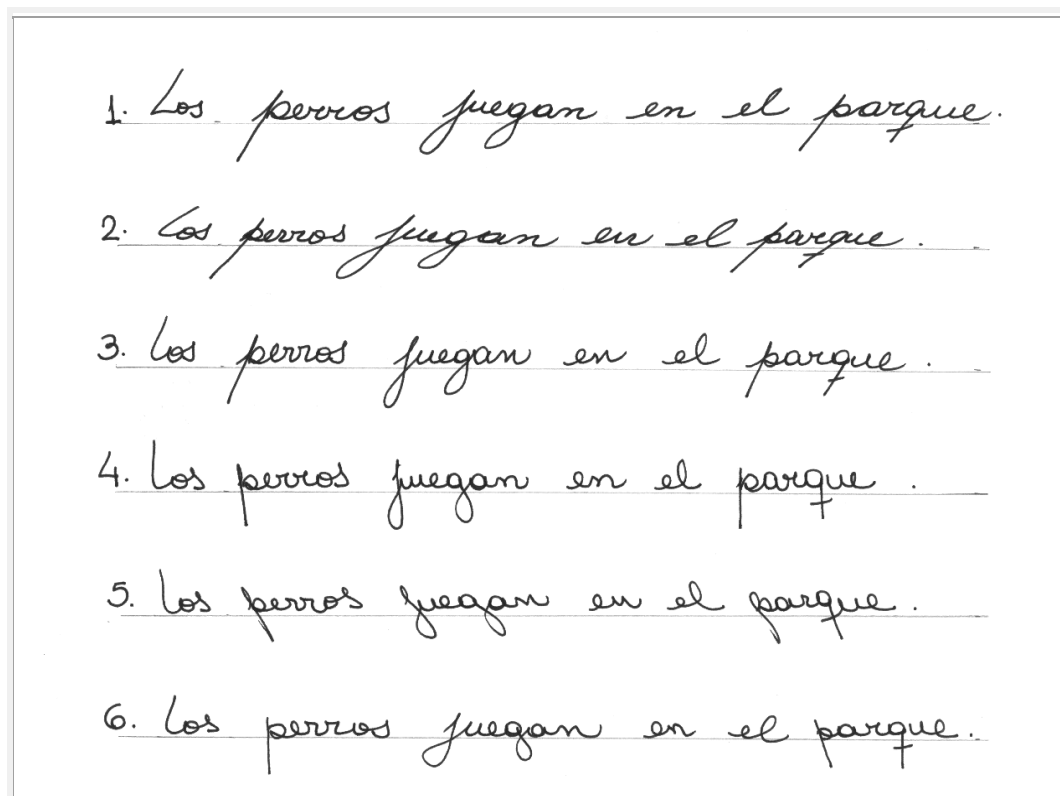 1. Los perros juegan en el parque.
2. Los perros juegan en el parque.
3. Los perros juegan en el parque.
4. Los perros juegan en el parque.
5. Los perros juegan en el parque.
6. Los perros juegan en el parque.